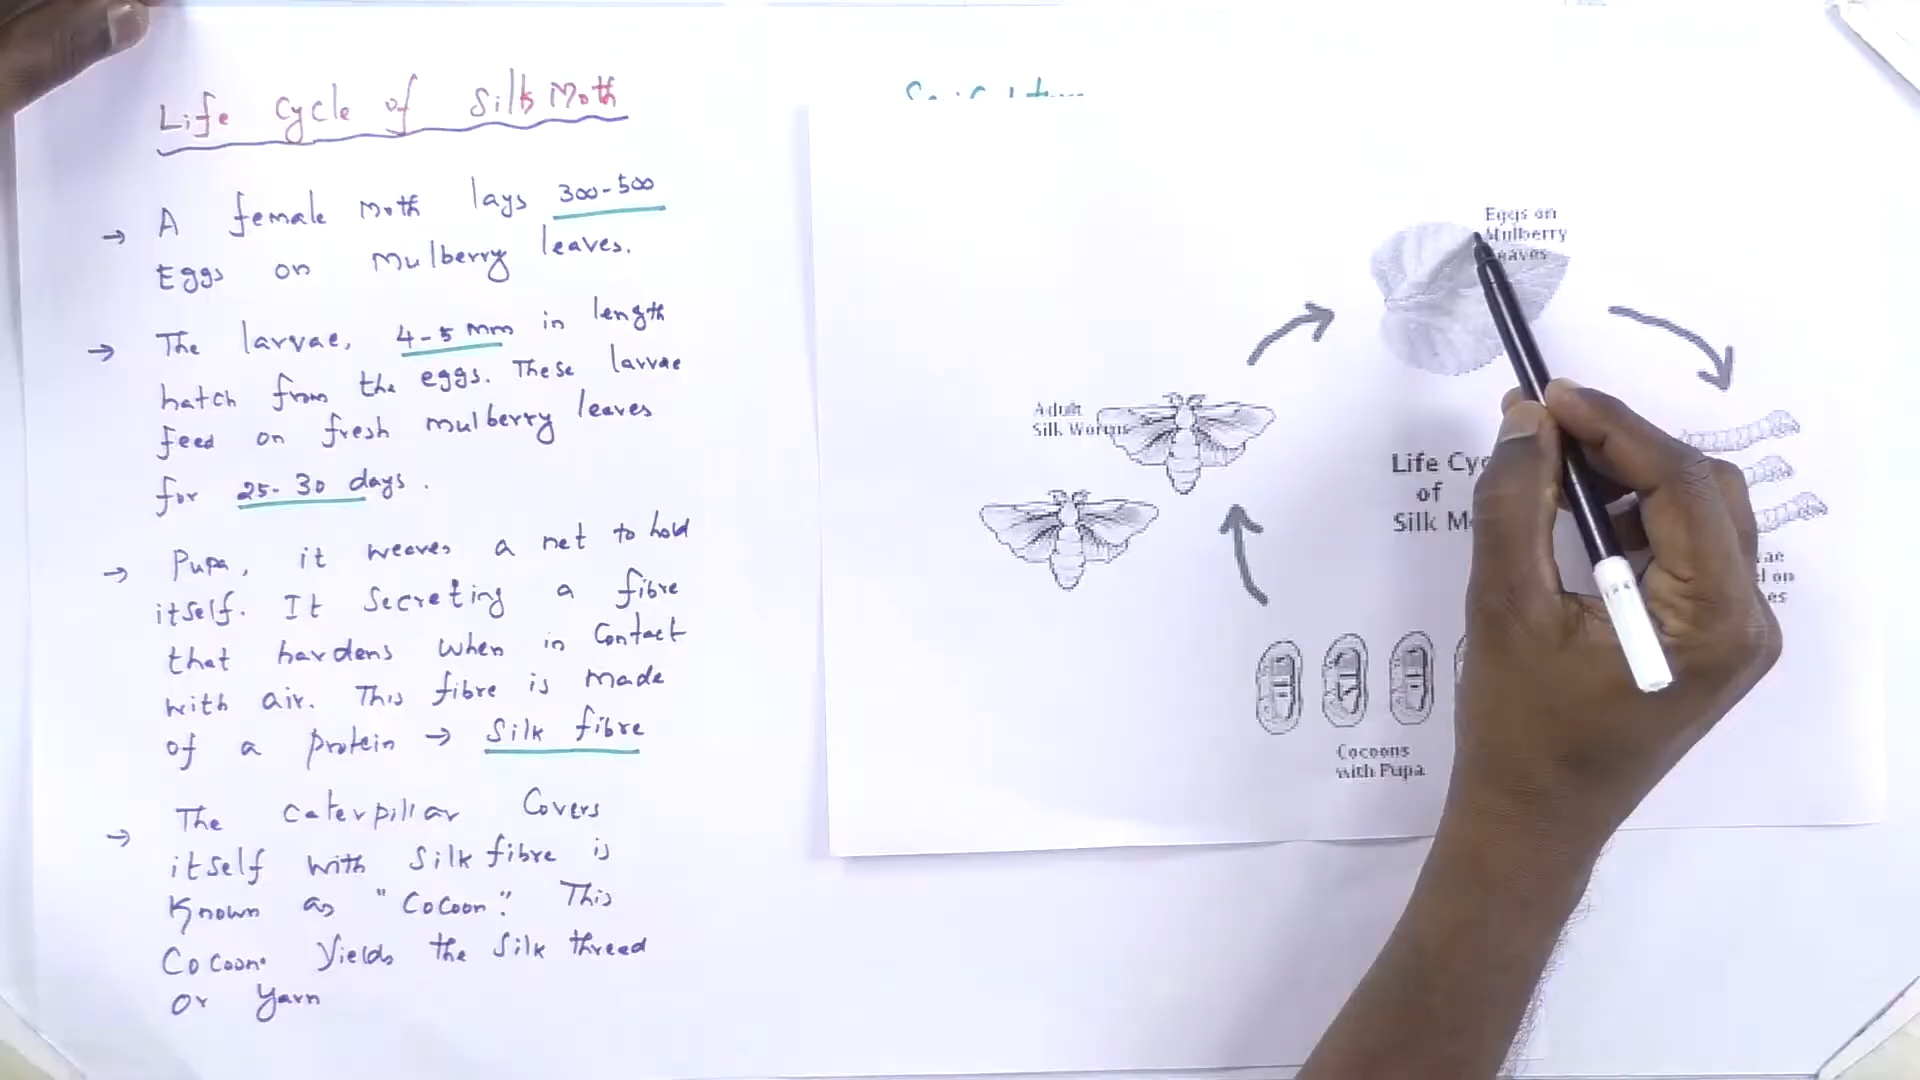 Life Cycle of Silk Moth
→ A female moth lays 300-500
Eggs on Mulberry leaves.
→ The larvae, 4-5 mm in length
hatch from the eggs. These larvae
feed on fresh mulberry leaves
for 25-30 days.
→ Pupa, it weaves a net to hold
itself. It Secreting a fibre
that hardens when in Contact
with air. This fibre is made
of a protein → Silk fibre
→ The caterpillar Covers
itself with Silk fibre is
Known as "Cocoon". This
Cocoon Yields the Silk thread
or Yarn
Eggs on
Mulberry
Leaves
Adult
Silk Worms
Life
of
Silk
on
Cocoons
with Pupa